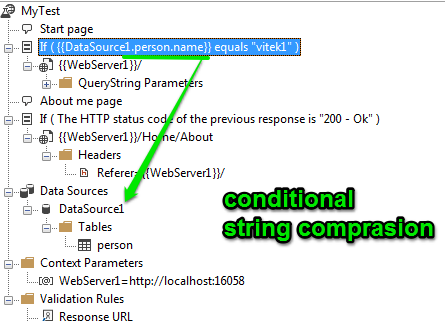 MyTest
Start page
If ( {{DataSource1.person.name}} equals "vitek1" )
{{WebServer1}}/
QueryString Parameters
About me page
If ( The HTTP status code of the previous response is "200 - Ok" )
{{WebServer1}}/Home/About
Headers
Referer={{WebServer1}}/
Data Sources
DataSource1
Tables
person
conditional
string comprasion
Context Parameters
WebServer1=http://localhost:16058
Validation Rules
Response URL